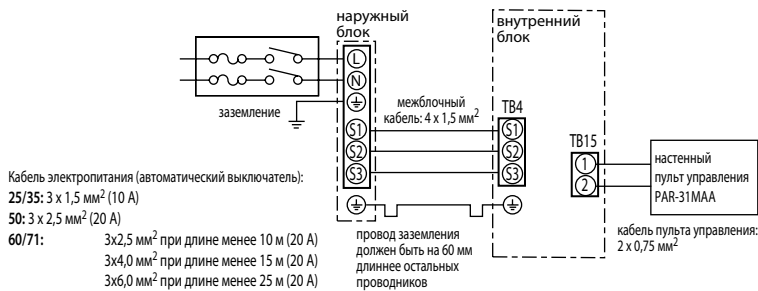 наружный
блок
внутренний
блок
L
N
заземление
межблочный
кабель: 4 x 1,5 мм²
TB4
S1
S1
S2
S2
S3
S3
TB15
1
2
настенный
пульт управления
PAR-31MAA
кабель пульта управления:
2 x 0,75 мм²
провод заземления
должен быть на 60 мм
длиннее остальных
проводников
Кабель электропитания (автоматический выключатель):
25/35: 3 x 1,5 мм² (10 А)
50: 3 x 2,5 мм² (20 А)
60/71: 3x2,5 мм² при длине менее 10 м (20 А)
3x4,0 мм² при длине менее 15 м (20 А)
3x6,0 мм² при длине менее 25 м (20 А)